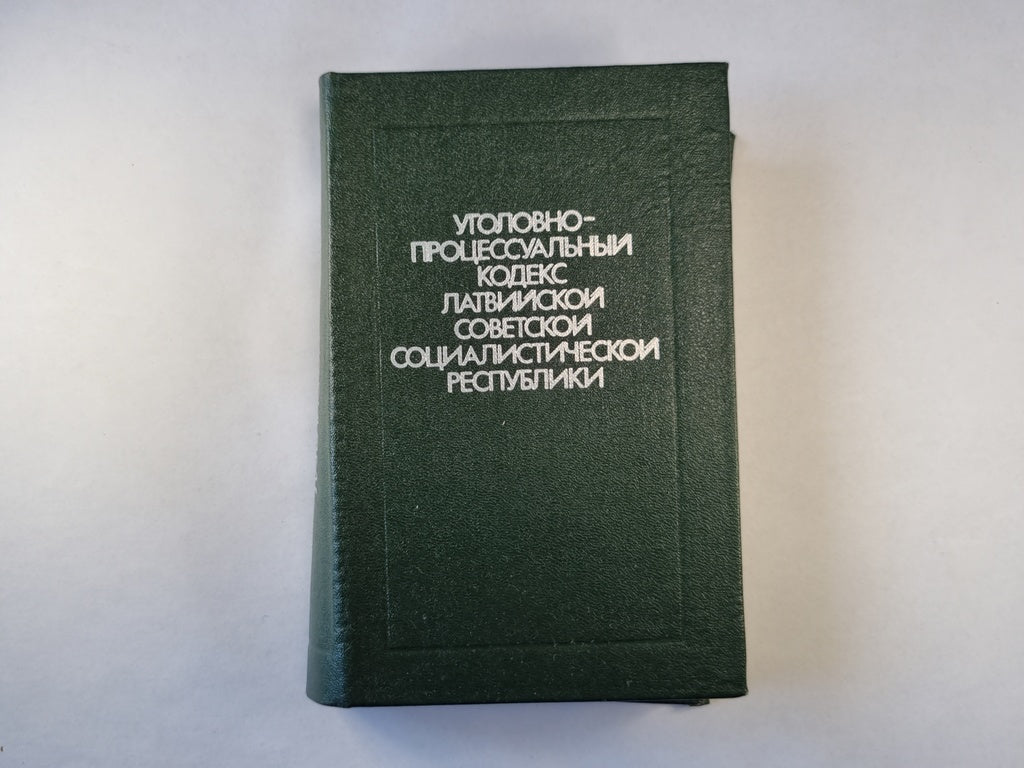 УГОЛОВНО-
ПРОЦЕССУАЛЬНЫЙ
КОДЕКС
ЛАТВИЙСКОЙ
СОВЕТСКОЙ
СОЦИАЛИСТИЧЕСКОЙ
РЕСПУБЛИКИ